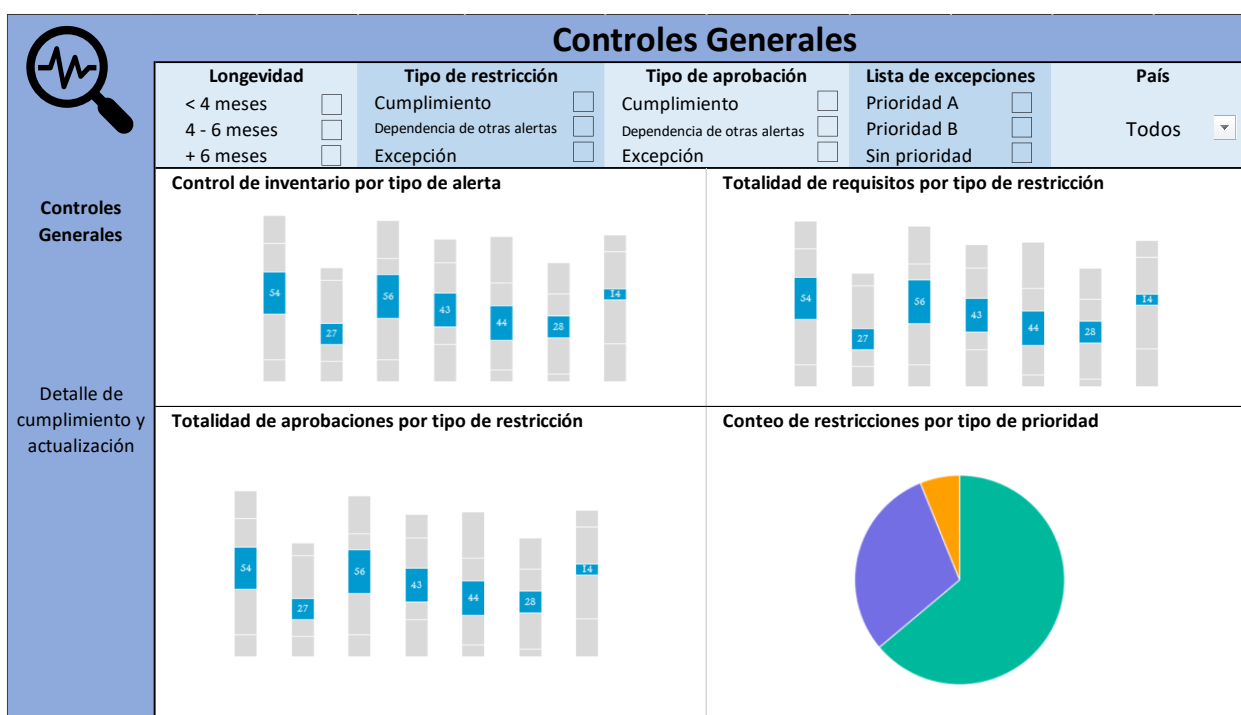 Controles Generales
Longevidad
< 4 meses
4 - 6 meses
+ 6 meses
Tipo de restricción
Cumplimiento
Dependencia de otras alertas
Excepción
Tipo de aprobación
Cumplimiento
Dependencia de otras alertas
Excepción
Lista de excepciones
Prioridad A
Prioridad B
Sin prioridad
País
Todos
Controles
Generales
Detalle de
cumplimiento y
actualización
Control de inventario por tipo de alerta
54
27
56
43
44
28
14
Totalidad de requisitos por tipo de restricción
54
27
56
43
44
28
14
Totalidad de aprobaciones por tipo de restricción
54
27
56
43
44
28
14
Conteo de restricciones por tipo de prioridad